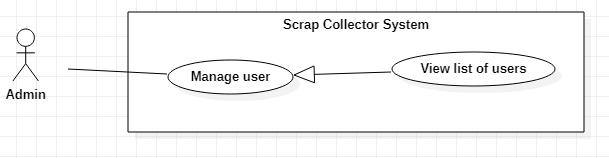 Scrap Collector System
Admin
Manage user
View list of users